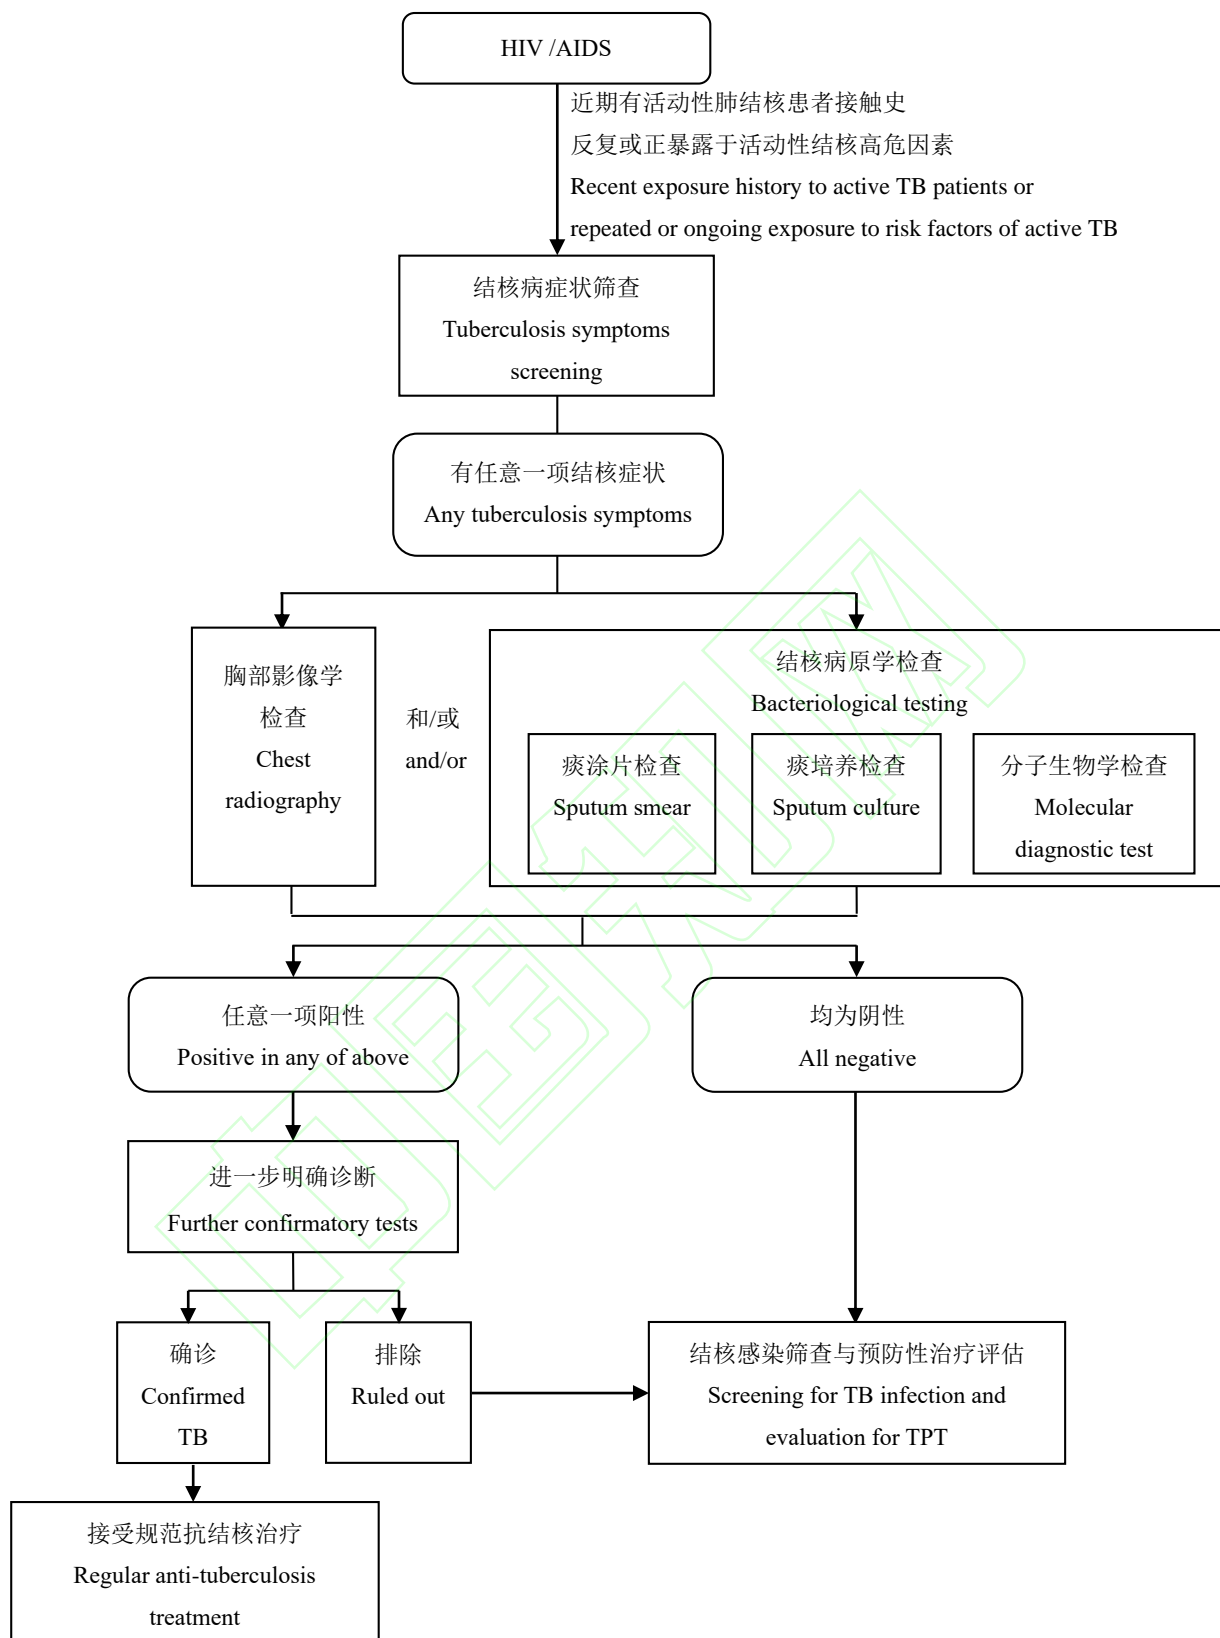 HIV /AIDS
近期有活动性肺结核患者接触史
反复或正暴露于活动性结核高危因素
Recent exposure history to active TB patients or
repeated or ongoing exposure to risk factors of active TB
结核病症状筛查
Tuberculosis symptoms
screening
有任意一项结核症状
Any tuberculosis symptoms
胸部影像学
检查
Chest
radiography
和/或
and/or
结核病原学检查
Bacteriological testing
痰涂片检查
Sputum smear
痰培养检查
Sputum culture
分子生物学检查
Molecular
diagnostic test
任意一项阳性
Positive in any of above
均为阴性
All negative
进一步明确诊断
Further confirmatory tests
确诊
Confirmed
TB
排除
Ruled out
结核感染筛查与预防性治疗评估
Screening for TB infection and
evaluation for TPT
接受规范抗结核治疗
Regular anti-tuberculosis
treatment
中国知网